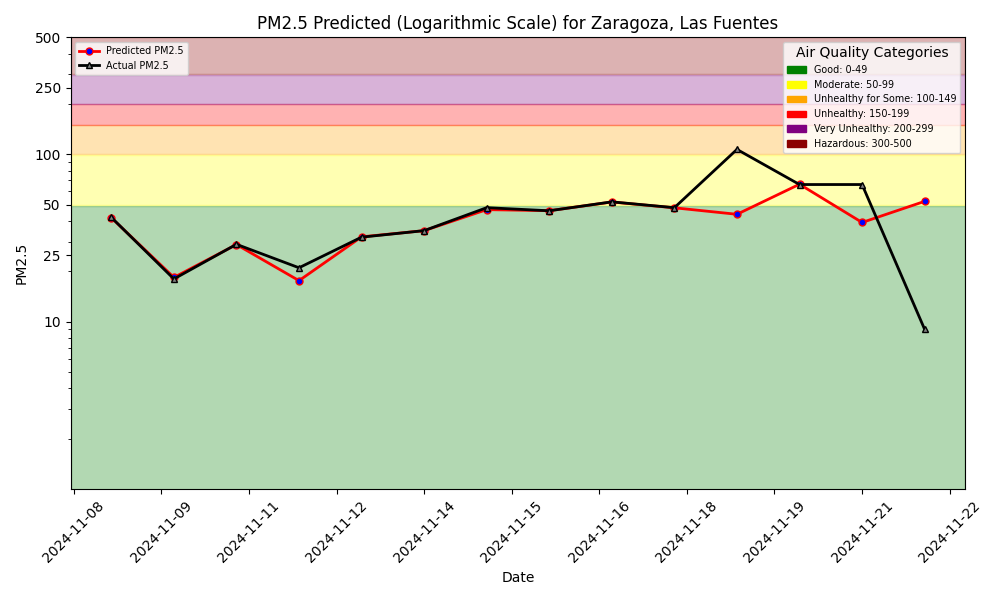 PM2.5 Predicted (Logarithmic Scale) for Zaragoza, Las Fuentes
Predicted PM2.5
Actual PM2.5
Air Quality Categories
Good: 0-49
Moderate: 50-99
Unhealthy for Some: 100-149
Unhealthy: 150-199
Very Unhealthy: 200-299
Hazardous: 300-500
500
250
100
50
25
10
PM2.5
2024-11-08
2024-11-09
2024-11-11
2024-11-12
2024-11-14
2024-11-15
2024-11-16
2024-11-18
2024-11-19
2024-11-21
2024-11-22
Date